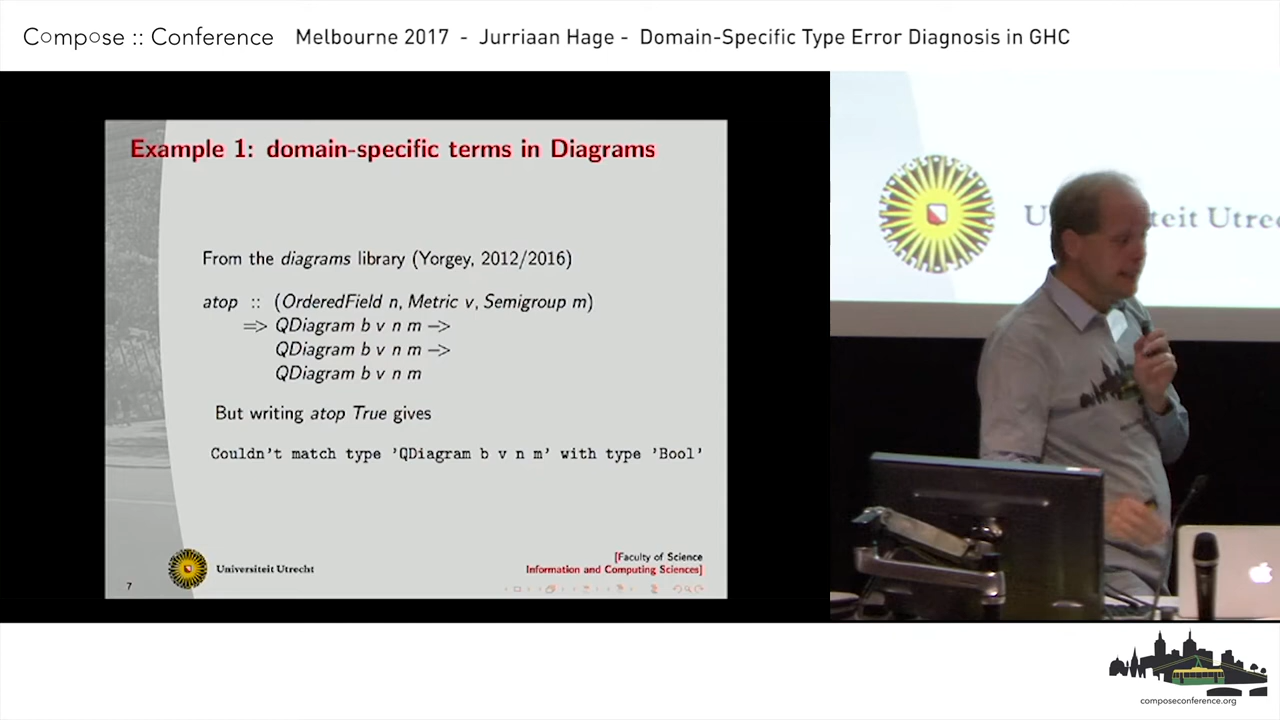 Compose :: Conference Melbourne 2017 - Jurriaan Hage - Domain-Specific Type Error Diagnosis in GHC
Example 1: domain-specific terms in Diagrams
From the diagrams library (Yorgey, 2012/2016)
atop :: (OrderedField n, Metric v, Semigroup m)
=> QDiagram b v n m ->
QDiagram b v n m ->
QDiagram b v n m
But writing atop True gives
Couldn't match type 'QDiagram b v n m' with type 'Bool'
[Faculty of Science
Information and Computing Sciences]
Universiteit Utrecht
7
U teit Utre
composeconference.org